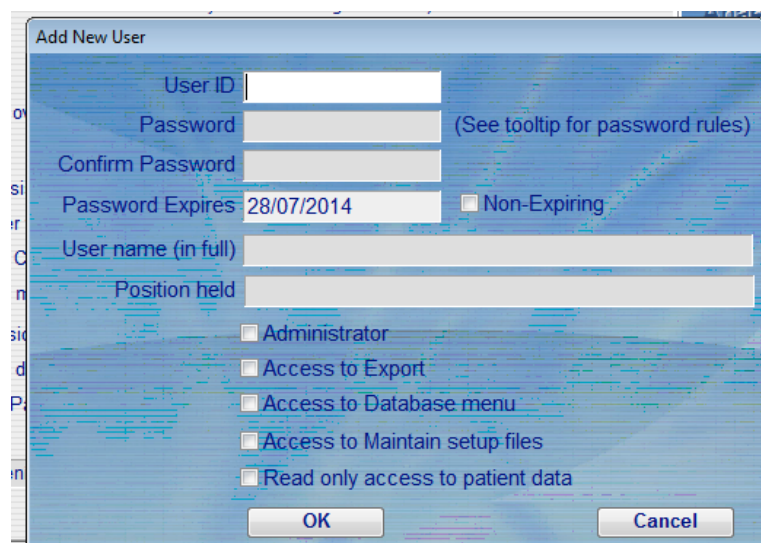 Add New User
User ID
Password (See tooltip for password rules)
Confirm Password
Password Expires 28/07/2014 Non-Expiring
User name (in full)
Position held
Administrator
Access to Export
Access to Database menu
Access to Maintain setup files
Read only access to patient data
OK Cancel